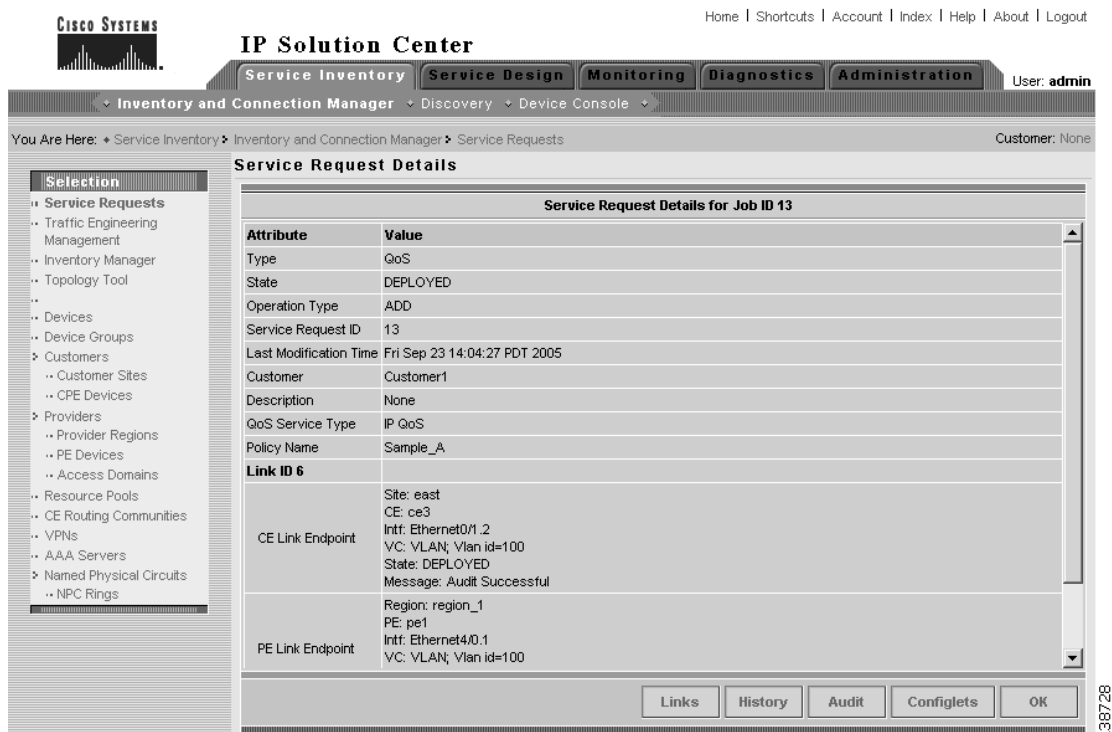 CISCO SYSTEMS
Home | Shortcuts | Account | Index | Help | About | Logout
IP Solution Center
Service Inventory Service Design Monitoring Diagnostics Administration
User: admin
Inventory and Connection Manager Discovery Device Console
You Are Here: Service Inventory Inventory and Connection Manager Service Requests
Customer: None
Selection
Service Requests
Traffic Engineering
Management
Inventory Manager
Topology Tool
Devices
Device Groups
Customers
Customer Sites
CPE Devices
Providers
Provider Regions
PE Devices
Access Domains
Resource Pools
CE Routing Communities
VPNs
AAA Servers
Named Physical Circuits
NPC Rings
Service Request Details
Service Request Details for Job ID 13
Attribute Value
Type QoS
State DEPLOYED
Operation Type ADD
Service Request ID 13
Last Modification Time Fri Sep 23 14:04:27 PDT 2005
Customer Customer1
Description None
QoS Service Type IP QoS
Policy Name Sample_A
Link ID 6
CE Link Endpoint
Site: east
CE: ce3
Intf: Ethernet0/1.2
VC: VLAN; Vlan id=100
State: DEPLOYED
Message: Audit Successful
PE Link Endpoint
Region: region_1
PE: pe1
Intf: Ethernet4/0.1
VC: VLAN; Vlan id=100
Links History Audit Configlets OK
38728